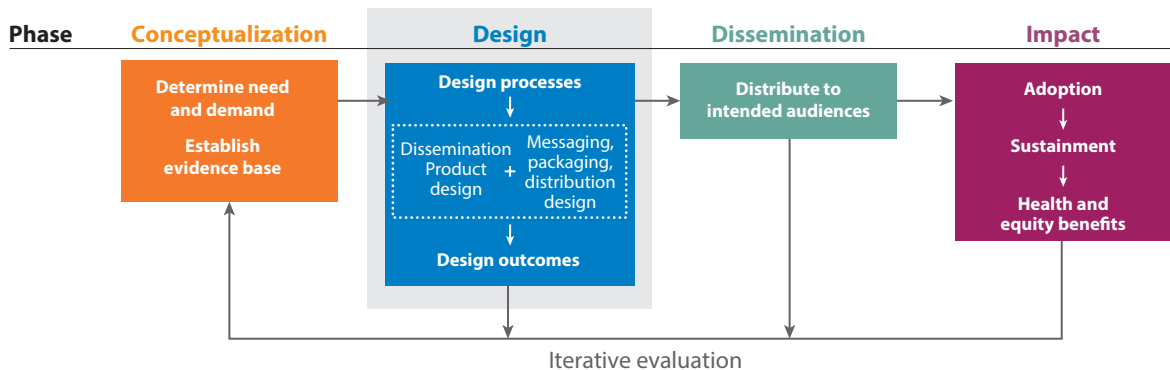 Phase Conceptualization Design Dissemination Impact
Determine need
and demand
Establish
evidence base
Design processes
Dissemination
Product
design
+
Messaging,
packaging,
distribution
design
Design outcomes
Distribute to
intended audiences
Adoption
Sustainment
Health and
equity benefits
Iterative evaluation